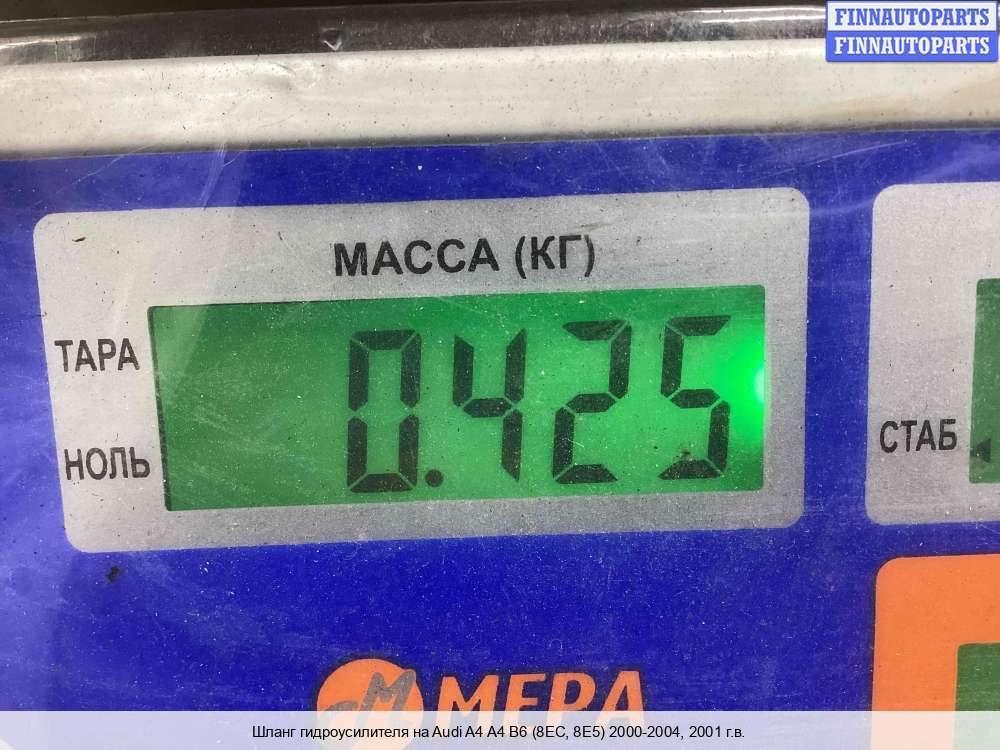 FINNAUTOPARTS
FINNAUTOPARTS
МАССА (КГ)
ТАРА
0.425
НОЛЬ
СТАБ
МЕРА
Шланг гидроусилителя на Audi A4 A4 B6 (8EC, 8E5) 2000-2004, 2001 г.в.